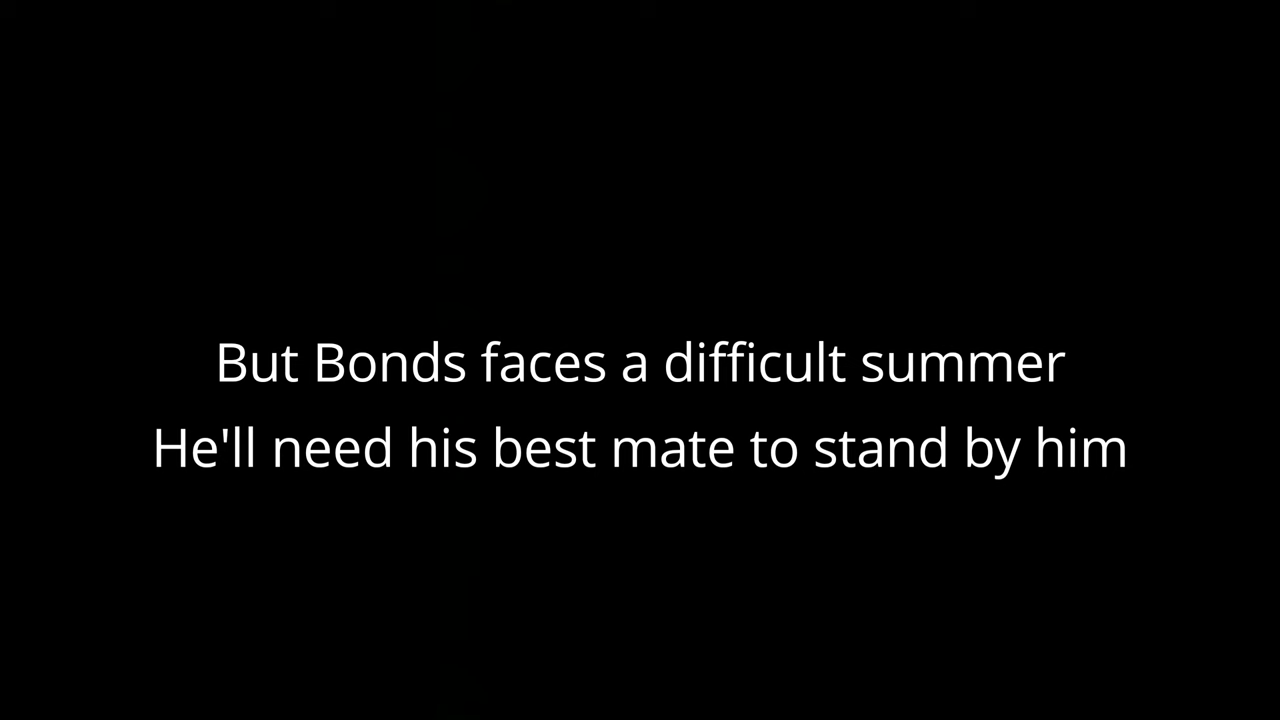 But Bonds faces a difficult summer
He'll need his best mate to stand by him